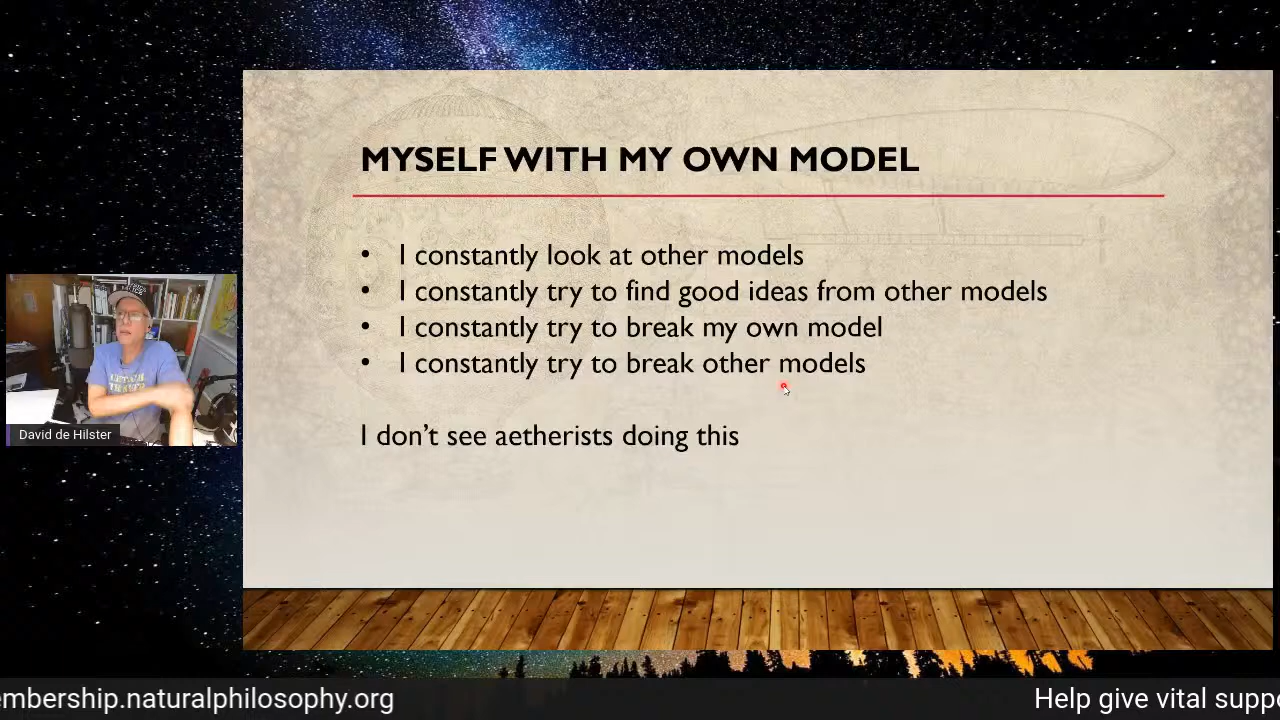 MYSELF WITH MY OWN MODEL
• I constantly look at other models
• I constantly try to find good ideas from other models
• I constantly try to break my own model
• I constantly try to break other models
I don't see aetherists doing this
David de Hilster
embership.naturalphilosophy.org
Help give vital suppo